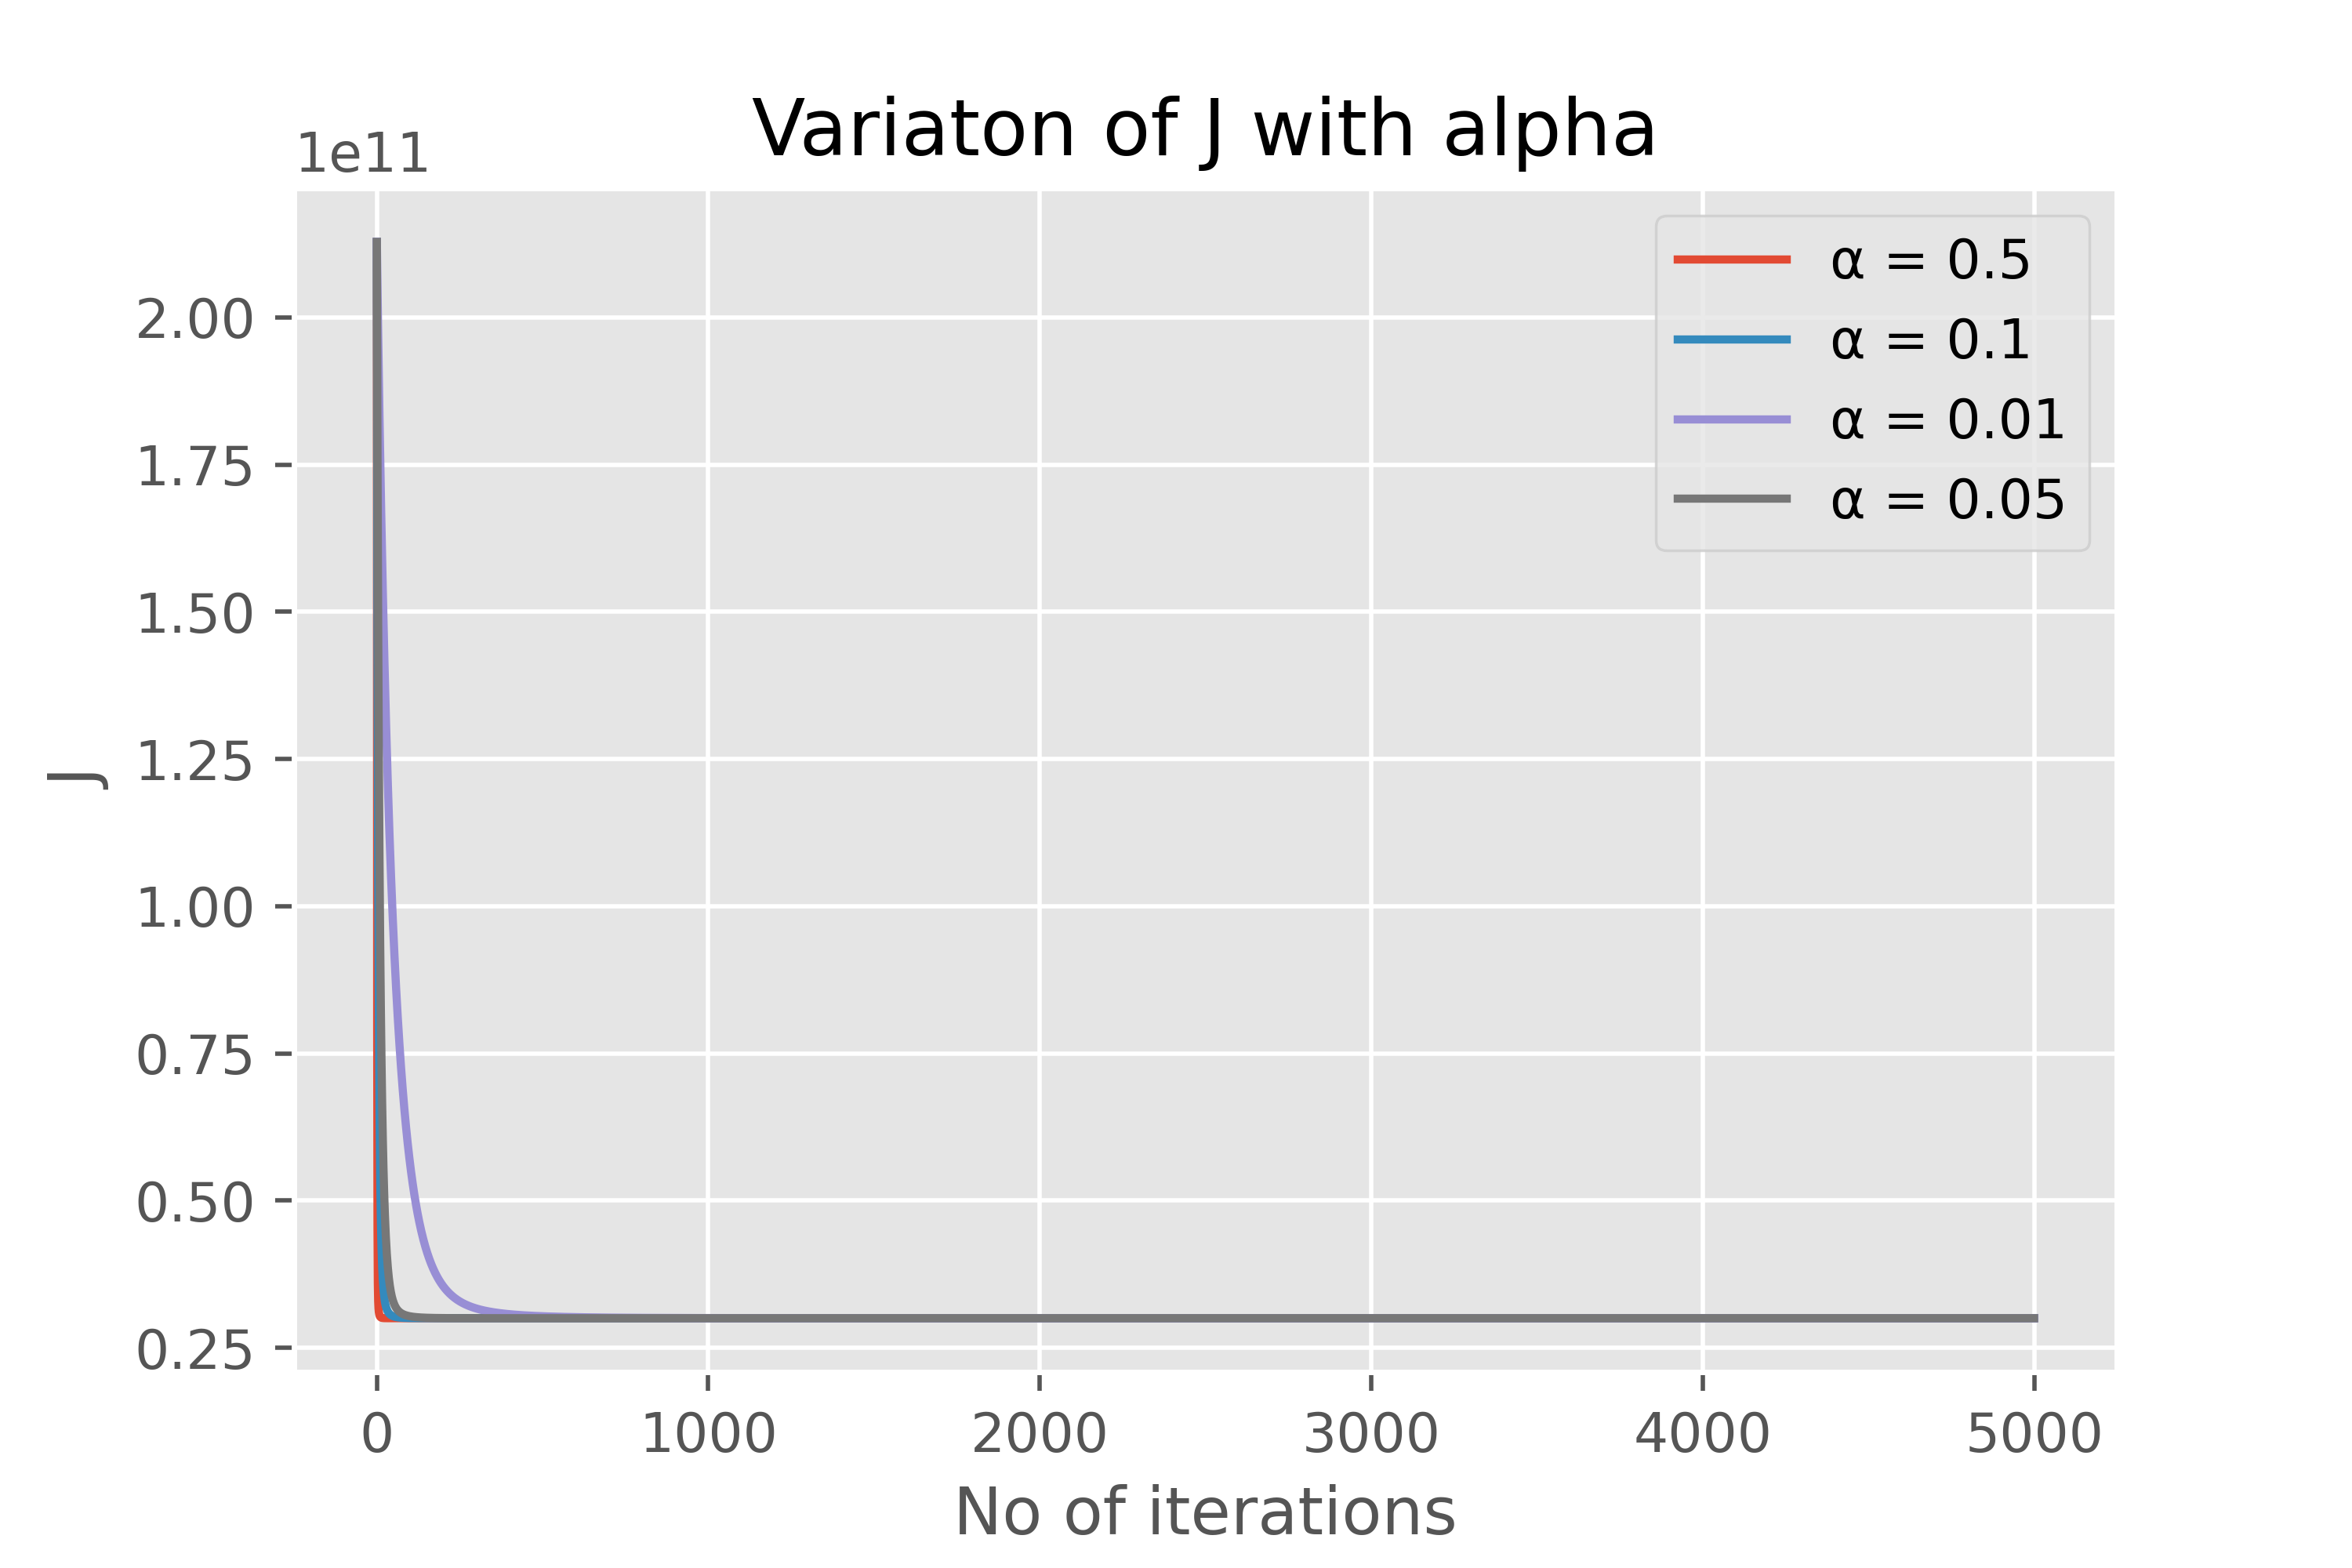 Variaton of J with alpha
1e11
α = 0.5
α = 0.1
α = 0.01
α = 0.05
2.00
1.75
1.50
1.25
1.00
0.75
0.50
0.25
J
0 1000 2000 3000 4000 5000
No of iterations